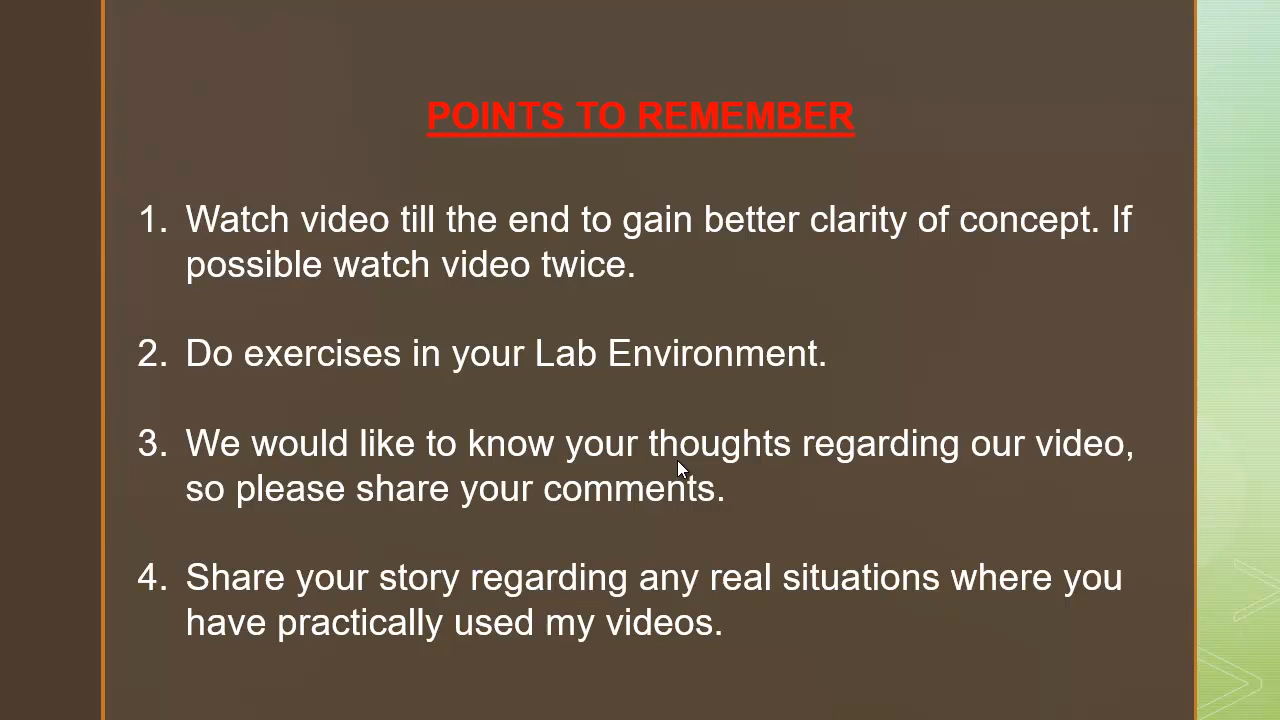 POINTS TO REMEMBER
1. Watch video till the end to gain better clarity of concept. If
possible watch video twice.
2. Do exercises in your Lab Environment.
3. We would like to know your thoughts regarding our video,
so please share your comments.
4. Share your story regarding any real situations where you
have practically used my videos.